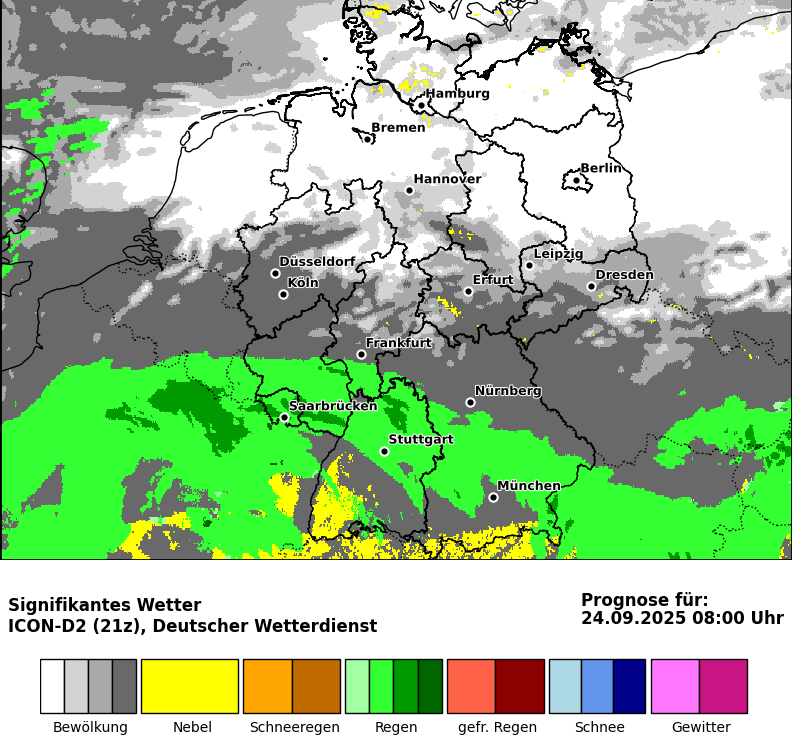 Hamburg
Bremen
Berlin
Hannover
Leipzig
Düsseldorf
Dresden
Köln
Erfurt
Frankfurt
Nürnberg
Saarbrücken
Stuttgart
München
Signifikantes Wetter
ICON-D2 (21z), Deutscher Wetterdienst
Prognose für:
24.09.2025 08:00 Uhr
Bewölkung Nebel Schneeregen Regen gefr. Regen Schnee Gewitter